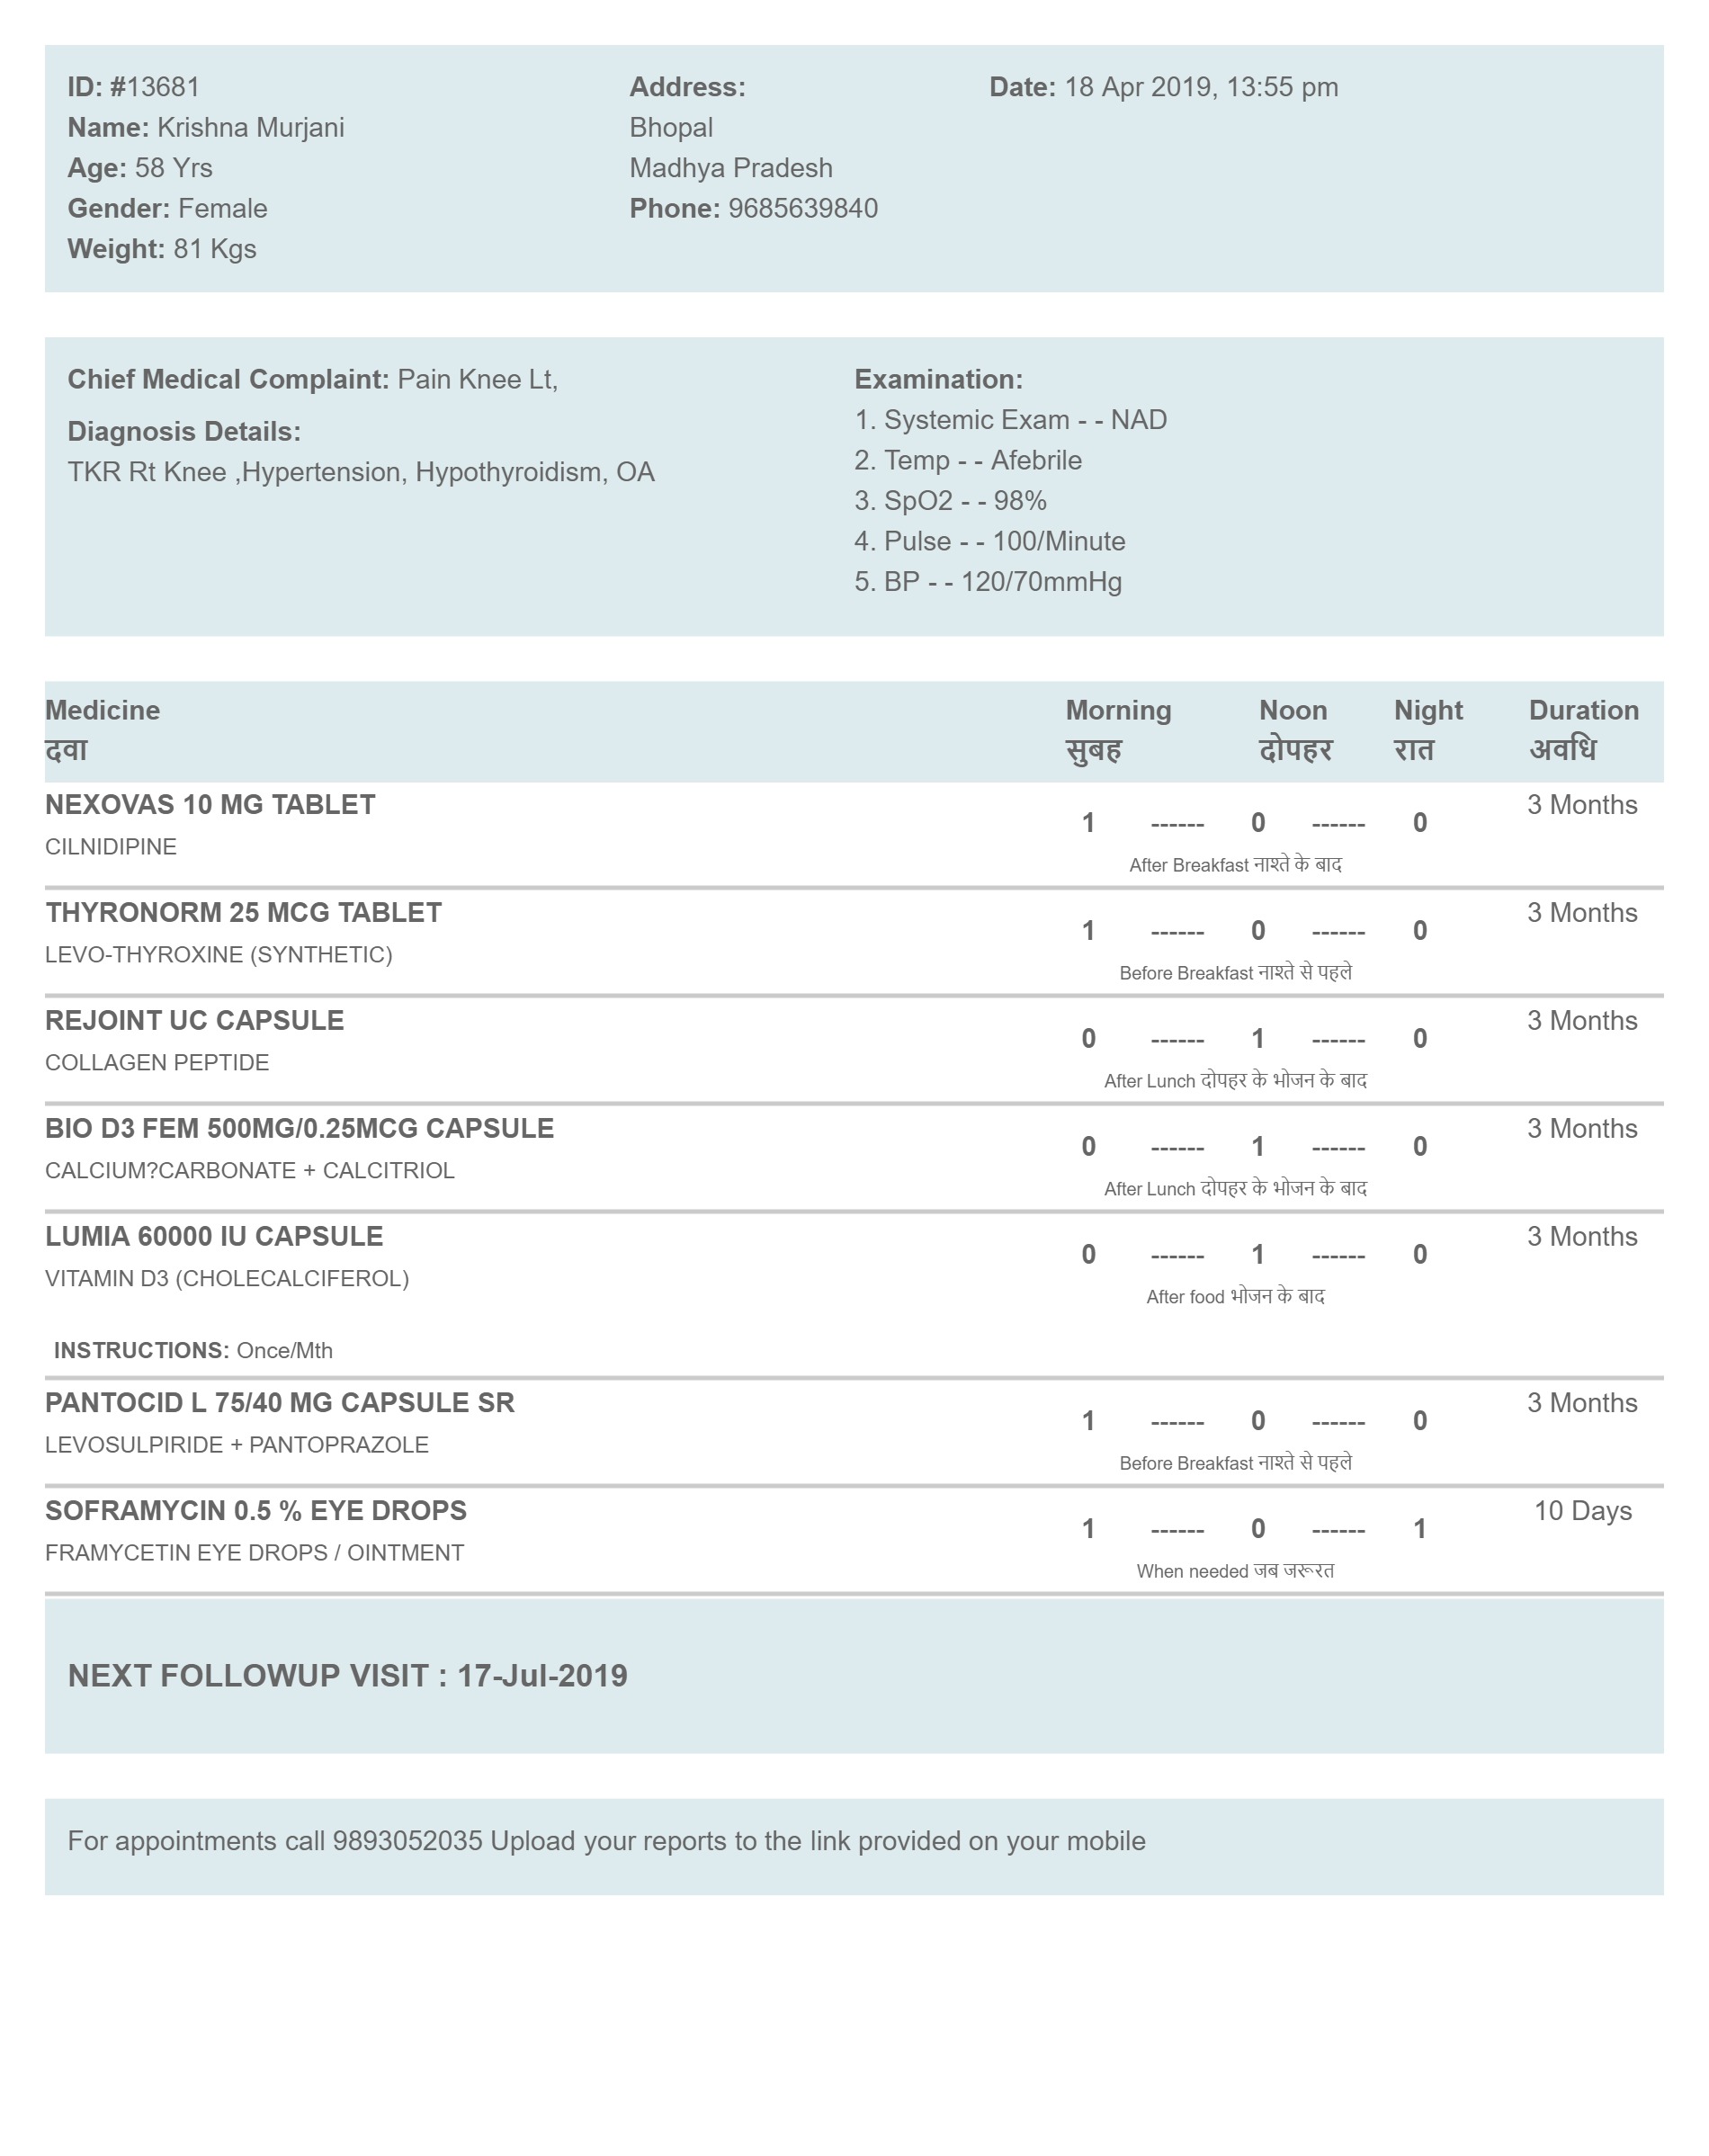 ID: #13681
Name: Krishna Murjani
Age: 58 Yrs
Gender: Female
Weight: 81 Kgs
Address:
Bhopal
Madhya Pradesh
Phone: 9685639840
Date: 18 Apr 2019, 13:55 pm
Chief Medical Complaint: Pain Knee Lt,
Diagnosis Details:
TKR Rt Knee ,Hypertension, Hypothyroidism, OA
Examination:
1. Systemic Exam - - NAD
2. Temp - - Afebrile
3. SpO2 - - 98%
4. Pulse - - 100/Minute
5. BP - - 120/70mmHg
Medicine Morning Noon Night Duration
दवा सुबह दोपहर रात अवधि
NEXOVAS 10 MG TABLET 3 Months
1 ------ 0 ------ 0
CILNIDIPINE
After Breakfast नाश्ते के बाद
THYRONORM 25 MCG TABLET 3 Months
1 ------ 0 ------ 0
LEVO-THYROXINE (SYNTHETIC)
Before Breakfast नाश्ते से पहले
REJOINT UC CAPSULE 3 Months
0 ------ 1 ------ 0
COLLAGEN PEPTIDE
After Lunch दोपहर के भोजन के बाद
BIO D3 FEM 500MG/0.25MCG CAPSULE 3 Months
0 ------ 1 ------ 0
CALCIUM?CARBONATE + CALCITRIOL
After Lunch दोपहर के भोजन के बाद
LUMIA 60000 IU CAPSULE 3 Months
0 ------ 1 ------ 0
VITAMIN D3 (CHOLECALCIFEROL)
After food भोजन के बाद
INSTRUCTIONS: Once/Mth
PANTOCID L 75/40 MG CAPSULE SR 3 Months
1 ------ 0 ------ 0
LEVOSULPIRIDE + PANTOPRAZOLE
Before Breakfast नाश्ते से पहले
SOFRAMYCIN 0.5 % EYE DROPS 10 Days
1 ------ 0 ------ 1
FRAMYCETIN EYE DROPS / OINTMENT
When needed जब जरूरत
NEXT FOLLOWUP VISIT : 17-Jul-2019
For appointments call 9893052035 Upload your reports to the link provided on your mobile